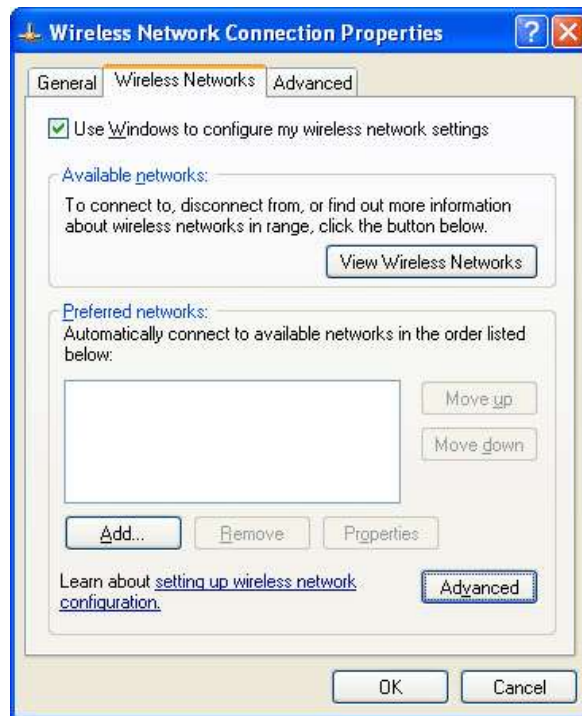 Wireless Network Connection Properties
General Wireless Networks Advanced
Use Windows to configure my wireless network settings
Available networks:
To connect to, disconnect from, or find out more information
about wireless networks in range, click the button below.
View Wireless Networks
Preferred networks:
Automatically connect to available networks in the order listed
below:
Move up
Move down
Add... Remove Properties
Learn about setting up wireless network
configuration.
Advanced
OK Cancel